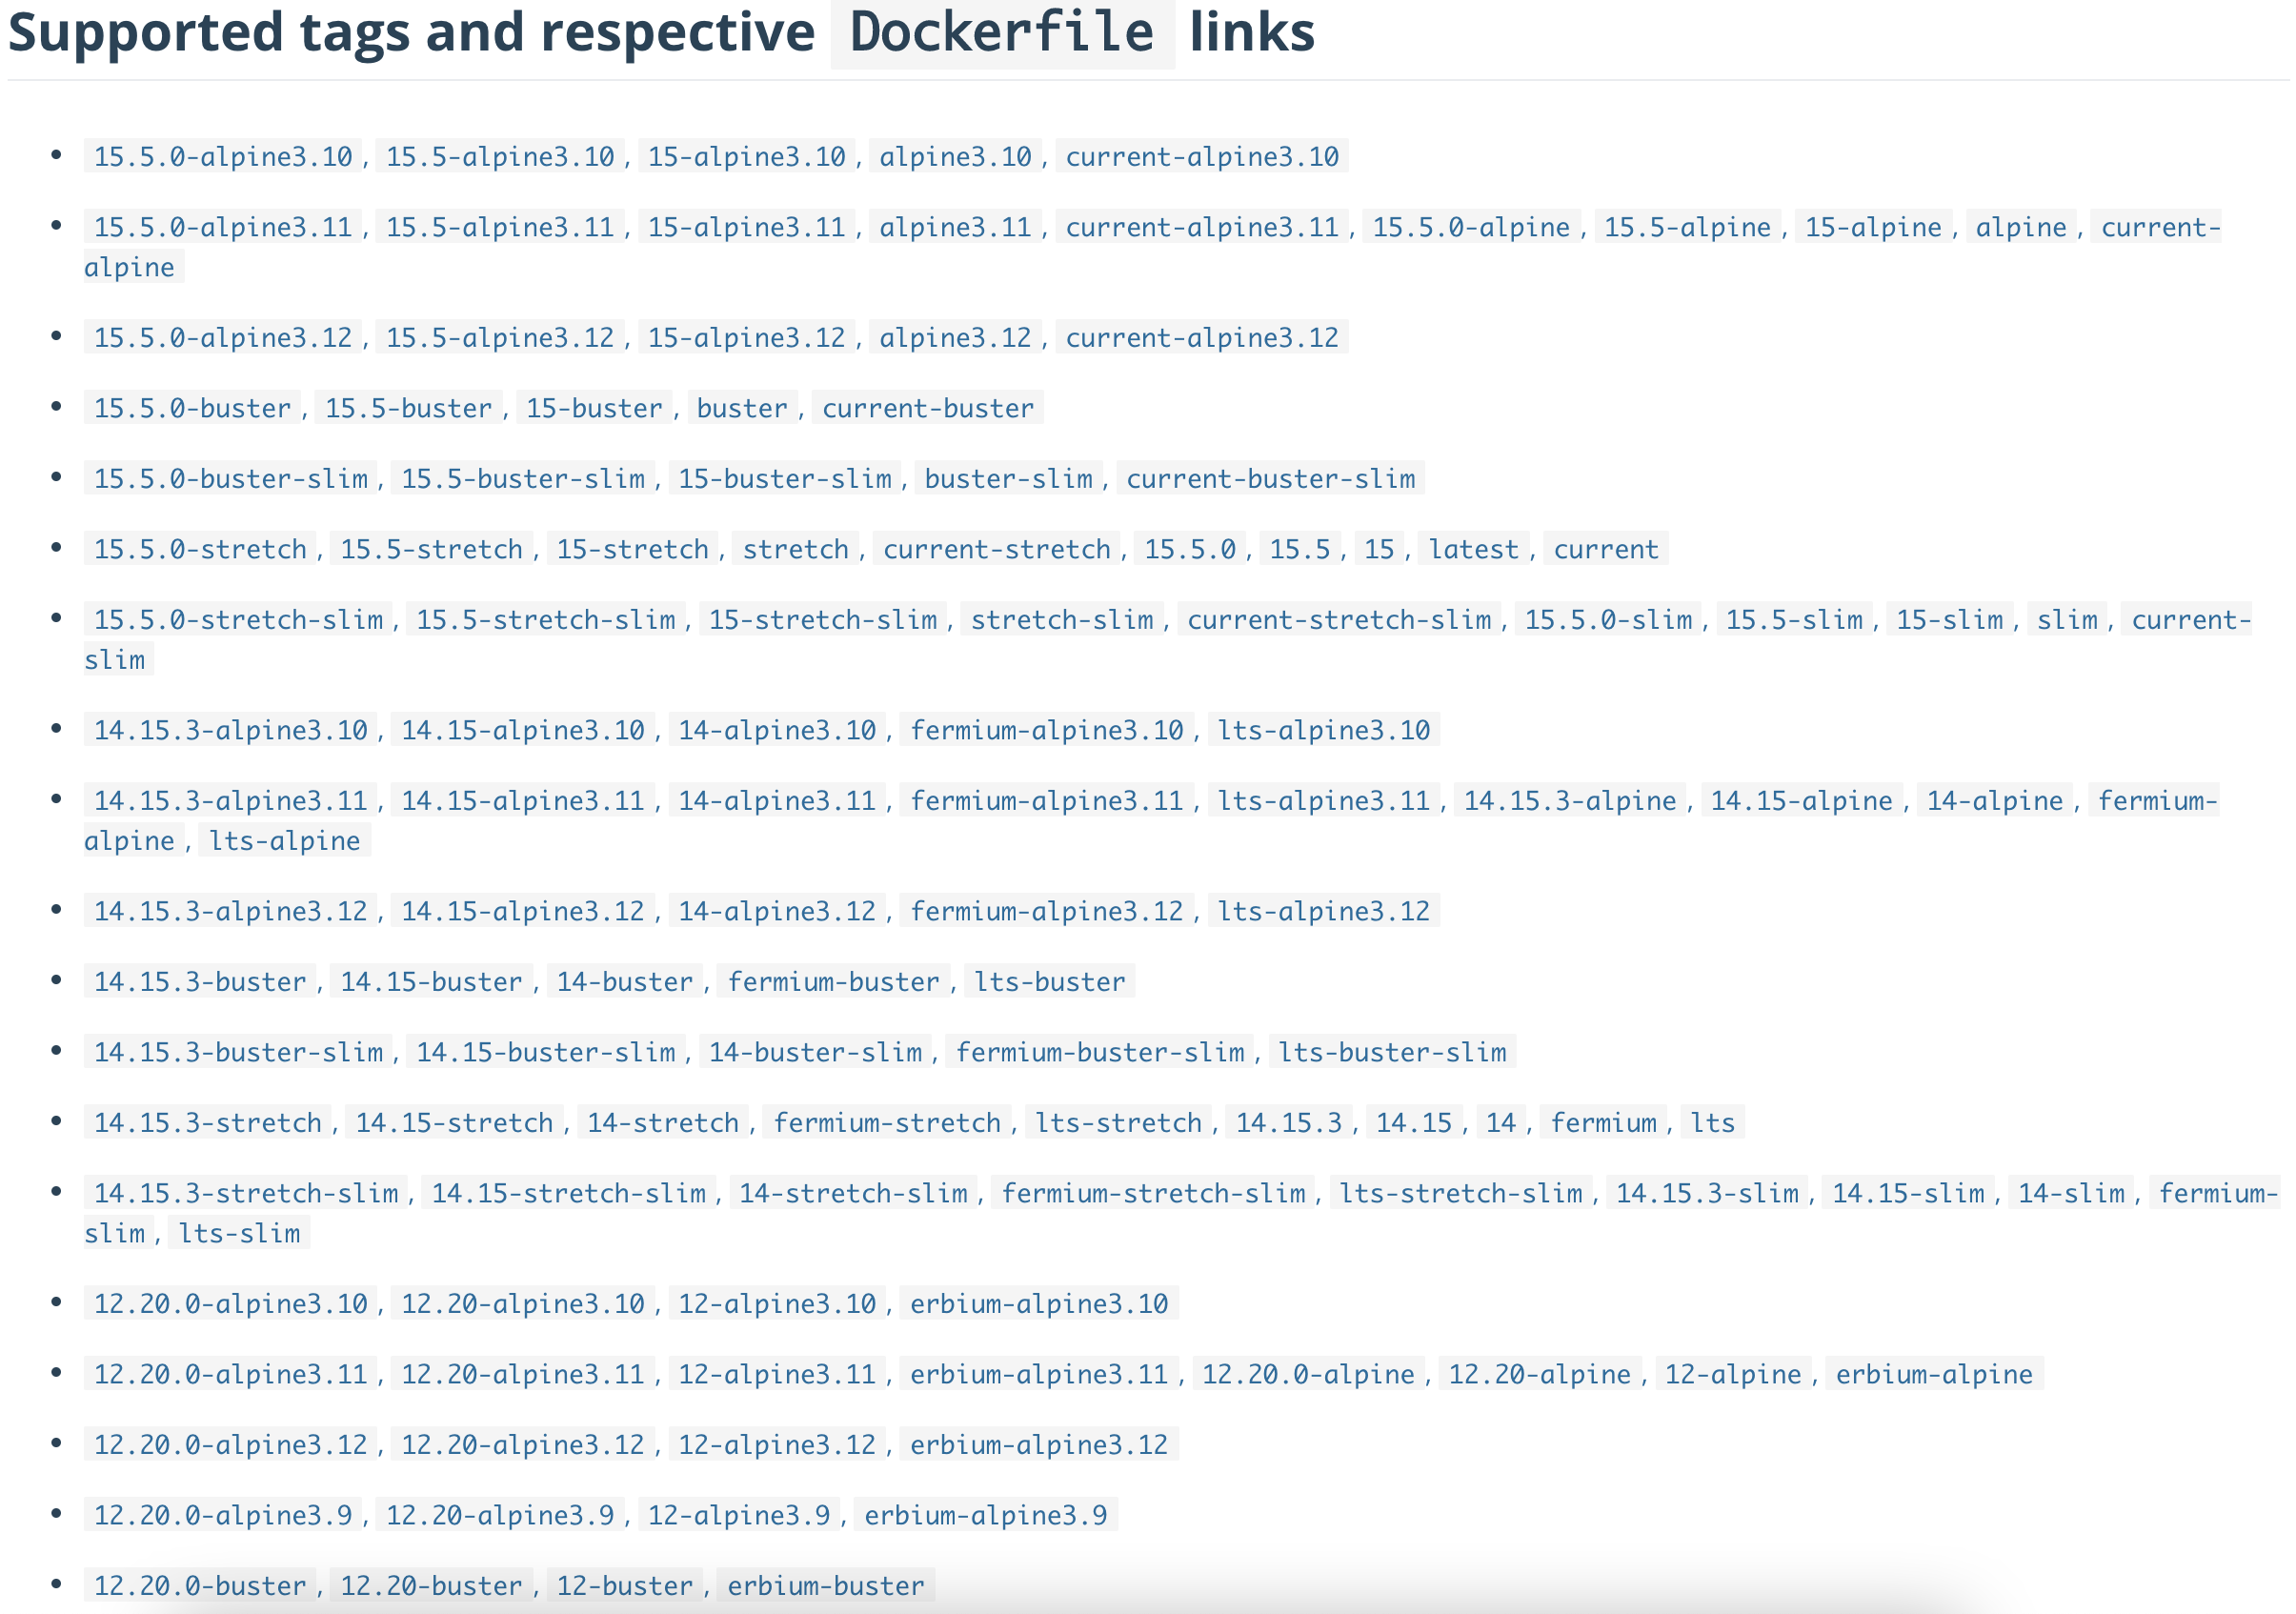 Supported tags and respective Dockerfile links
15.5.0-alpine3.10, 15.5-alpine3.10, 15-alpine3.10, alpine3.10, current-alpine3.10
15.5.0-alpine3.11, 15.5-alpine3.11, 15-alpine3.11, alpine3.11, current-alpine3.11, 15.5.0-alpine, 15.5-alpine, 15-alpine, alpine, current-
alpine
15.5.0-alpine3.12, 15.5-alpine3.12, 15-alpine3.12, alpine3.12, current-alpine3.12
15.5.0-buster, 15.5-buster, 15-buster, buster, current-buster
15.5.0-buster-slim, 15.5-buster-slim, 15-buster-slim, buster-slim, current-buster-slim
15.5.0-stretch, 15.5-stretch, 15-stretch, stretch, current-stretch, 15.5.0, 15.5, 15, latest, current
15.5.0-stretch-slim, 15.5-stretch-slim, 15-stretch-slim, stretch-slim, current-stretch-slim, 15.5.0-slim, 15.5-slim, 15-slim, slim, current-
slim
14.15.3-alpine3.10, 14.15-alpine3.10, 14-alpine3.10, fermium-alpine3.10, lts-alpine3.10
14.15.3-alpine3.11, 14.15-alpine3.11, 14-alpine3.11, fermium-alpine3.11, lts-alpine3.11, 14.15.3-alpine, 14.15-alpine, 14-alpine, fermium-
alpine, lts-alpine
14.15.3-alpine3.12, 14.15-alpine3.12, 14-alpine3.12, fermium-alpine3.12, lts-alpine3.12
14.15.3-buster, 14.15-buster, 14-buster, fermium-buster, lts-buster
14.15.3-buster-slim, 14.15-buster-slim, 14-buster-slim, fermium-buster-slim, lts-buster-slim
14.15.3-stretch, 14.15-stretch, 14-stretch, fermium-stretch, lts-stretch, 14.15.3, 14.15, 14, fermium, lts
14.15.3-stretch-slim, 14.15-stretch-slim, 14-stretch-slim, fermium-stretch-slim, lts-stretch-slim, 14.15.3-slim, 14.15-slim, 14-slim, fermium-
slim, lts-slim
12.20.0-alpine3.10, 12.20-alpine3.10, 12-alpine3.10, erbium-alpine3.10
12.20.0-alpine3.11, 12.20-alpine3.11, 12-alpine3.11, erbium-alpine3.11, 12.20.0-alpine, 12.20-alpine, 12-alpine, erbium-alpine
12.20.0-alpine3.12, 12.20-alpine3.12, 12-alpine3.12, erbium-alpine3.12
12.20.0-alpine3.9, 12.20-alpine3.9, 12-alpine3.9, erbium-alpine3.9
12.20.0-buster, 12.20-buster, 12-buster, erbium-buster